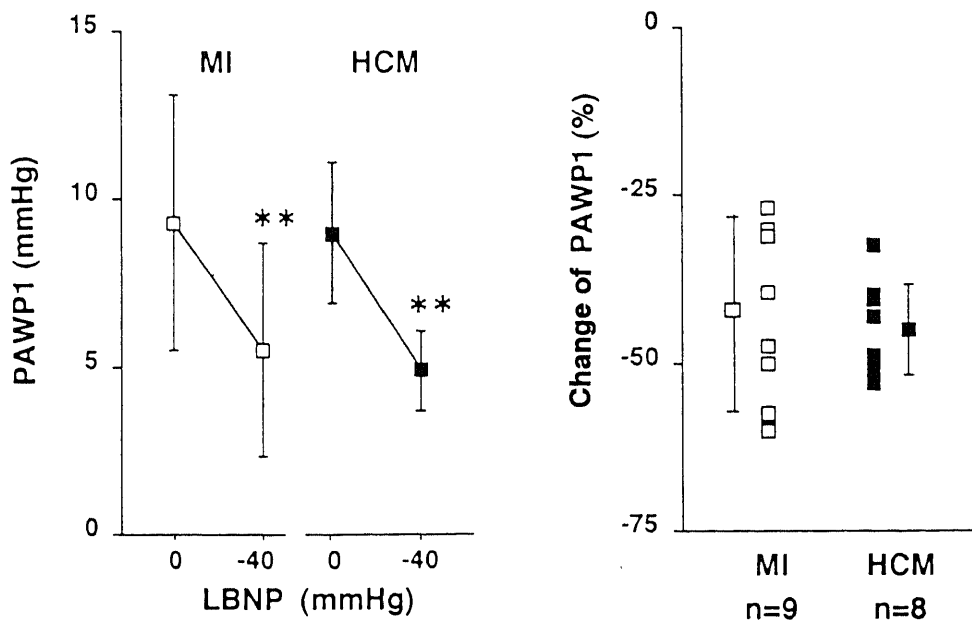 15
10
5
0
PAWP1 (mmHg)
MI
HCM
**
**
0
-40
0
-40
LBNP (mmHg)
0
-25
-50
-75
Change of PAWP1 (%)
MI
HCM
n=9
n=8